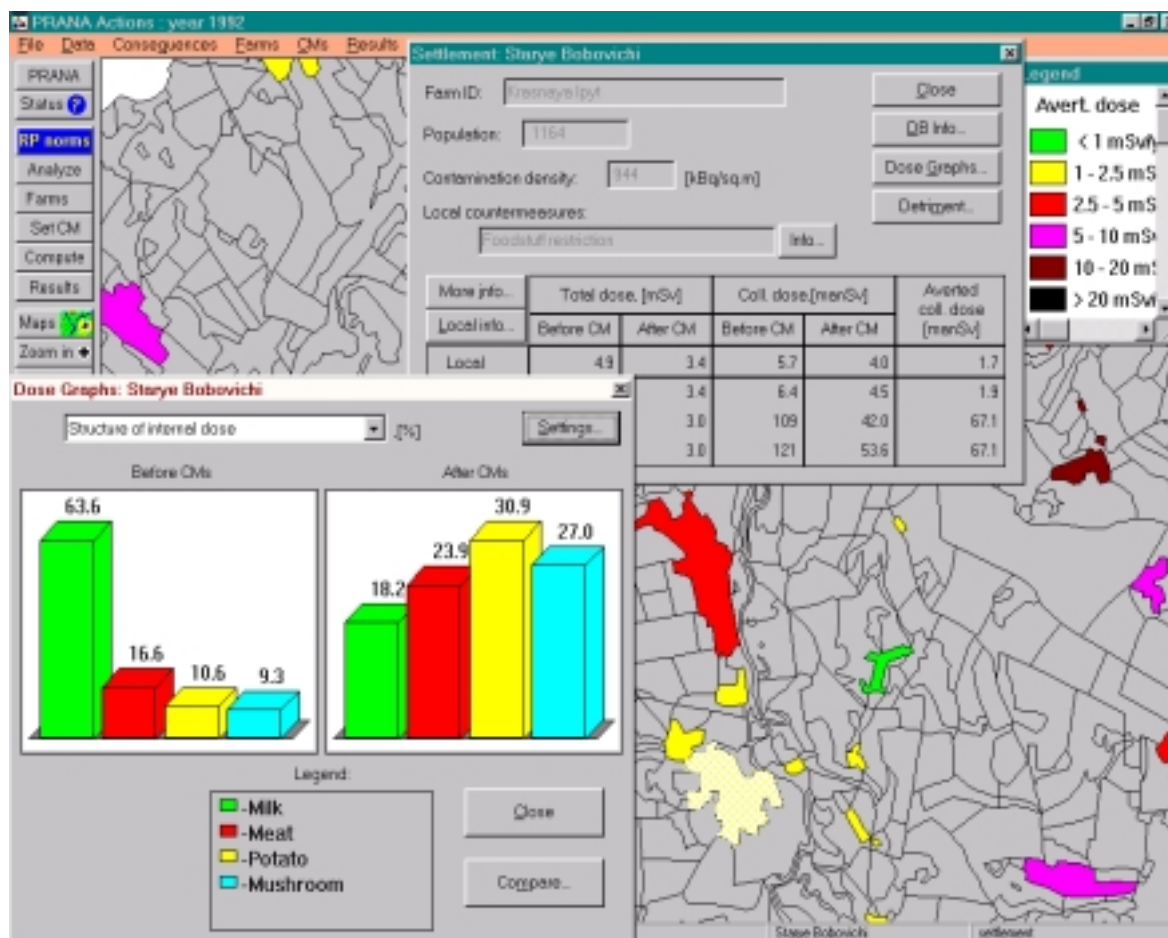 PRANA Actions : year 1992
File Data Conseguences Farms CMs Results
PRANA
Status ?
RP norms
Analyze
Farms
Set CM
Compute
Results
Maps
Zoom in
Settlement: Starye Bobovichi
Farm ID: Krasnaya Ipyt
Population: 1164
Contamination density: 944 [kBq/sq.m]
Local countermeasures:
Foodstuff restriction Info...
Close
DB Info...
Dose Graphs...
Detriment...
More info... Total dose, [mSv] Coll. dose,[manSv] Averted coll. dose [manSv]
Local info... Before CM After CM Before CM After CM
Local 4.9 3.4 5.7 4.0 1.7
3.4 6.4 4.5 1.9
3.0 109 42.0 67.1
3.0 121 53.6 67.1
Legend
Avert. dose
< 1 mSv/y
1 - 2.5 mS
2.5 - 5 mS
5 - 10 mS
10 - 20 mS
> 20 mSv/
Dose Graphs: Starye Bobovichi
Structure of internal dose ,[%] Settings...
Before CMs After CMs
63.6 16.6 10.6 9.3
18.2 23.9 30.9 27.0
Legend:
-Milk
-Meat
-Potato
-Mushroom
Close
Compare...
Starye Bobovichi settlement